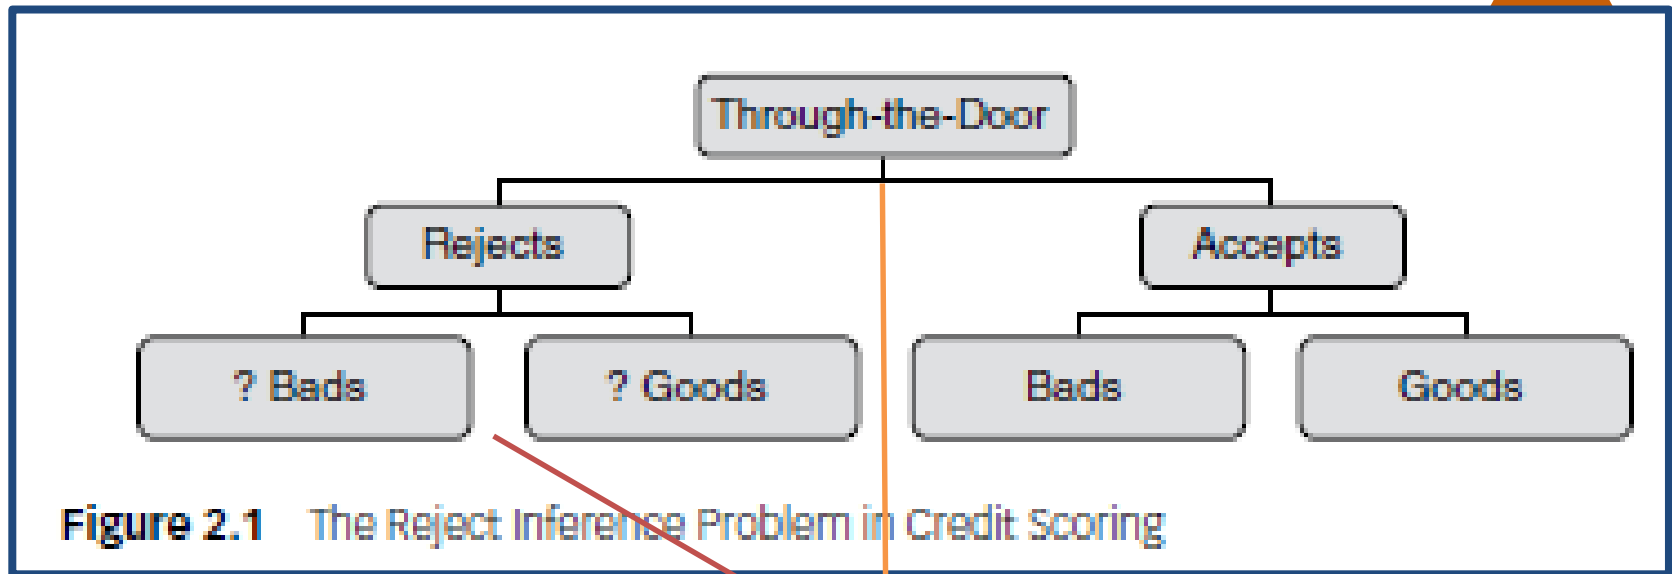 Through-the-Door
Rejects
Accepts
? Bads
? Goods
Bads
Goods
Figure 2.1 The Reject Inference Problem in Credit Scoring